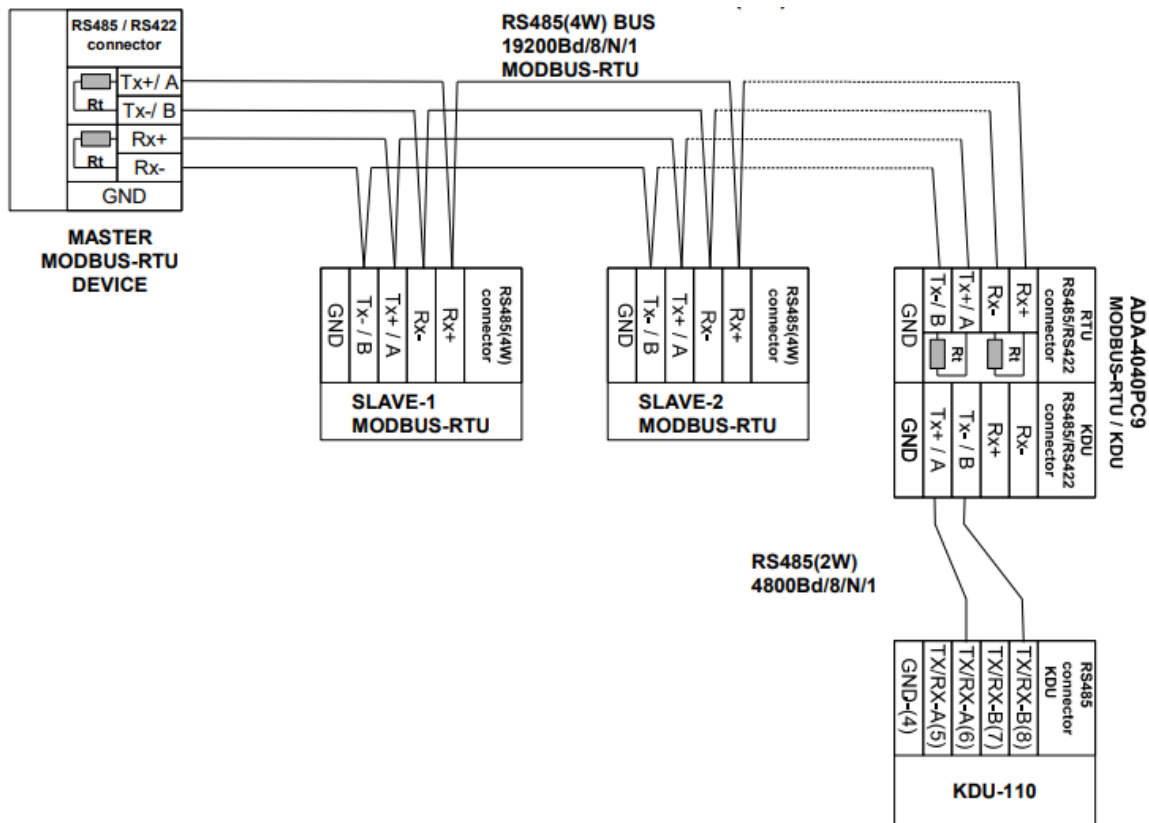 RS485 / RS422
connector
Tx+/ A
Rt
Tx-/ B
Rx+
Rt
Rx-
GND
MASTER
MODBUS-RTU
DEVICE
RS485(4W) BUS
19200Bd/8/N/1
MODBUS-RTU
GND
Tx- / B
Tx+ / A
Rx-
Rx+
RS485(4W)
connector
SLAVE-1
MODBUS-RTU
GND
Tx- / B
Tx+ / A
Rx-
Rx+
RS485(4W)
connector
SLAVE-2
MODBUS-RTU
GND
Tx-/ B
Tx+/ A
Rx-
Rx+
Rt
Rt
RTU
RS485/RS422
connector
GND
Tx+ / A
Tx- / B
Rx+
Rx-
KDU
RS485/RS422
connector
ADA-4040PC9
MODBUS-RTU / KDU
RS485(2W)
4800Bd/8/N/1
GND-(4)
TX/RX-A(5)
TX/RX-A(6)
TX/RX-B(7)
TX/RX-B(8)
RS485
connector
KDU
KDU-110